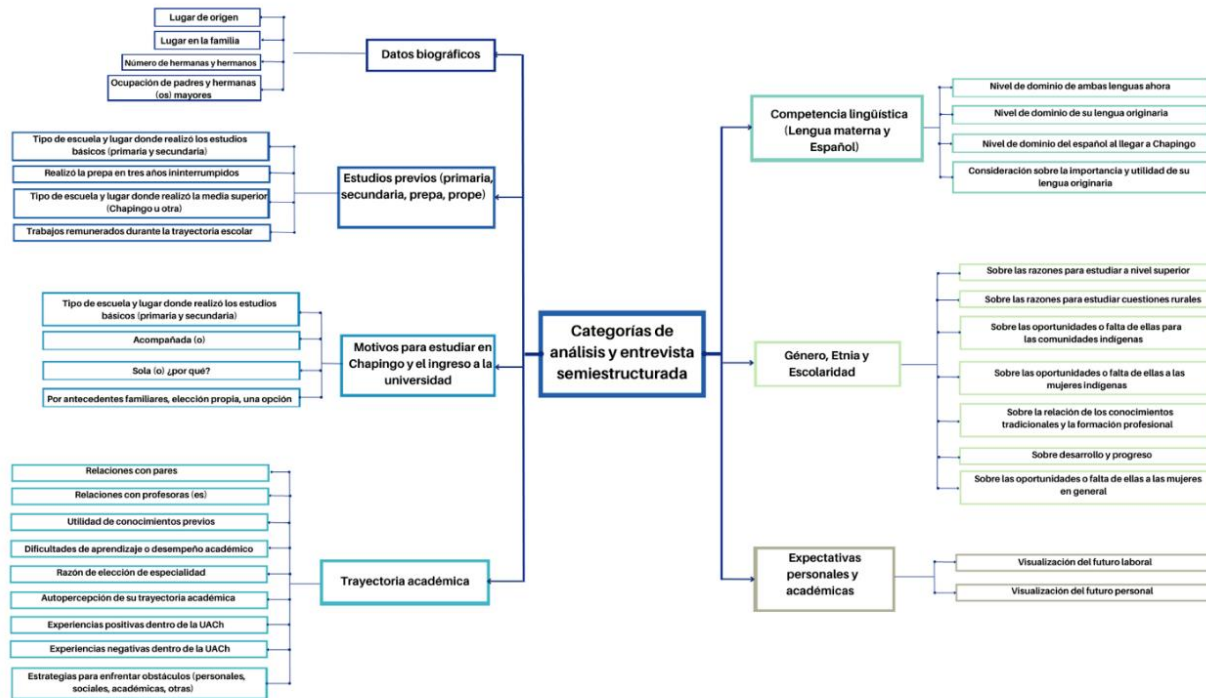 Lugar de origen
Lugar en la familia
Número de hermanas y hermanos
Ocupación de padres y hermanas
(os) mayores
Datos biográficos
Tipo de escuela y lugar donde realizó los estudios
básicos (primaria y secundaria)
Realizó la prepa en tres años ininterrumpidos
Tipo de escuela y lugar donde realizó la media superior
(Chapingo u otra)
Trabajos remunerados durante la trayectoria escolar
Estudios previos (primaria,
secundaria, prepa, prope)
Tipo de escuela y lugar donde realizó los estudios
básicos (primaria y secundaria)
Acompañada (o)
Sola (o) ¿por qué?
Por antecedentes familiares, elección propia, una opción
Motivos para estudiar en
Chapingo y el ingreso a la
universidad
Relaciones con pares
Relaciones con profesoras (es)
Utilidad de conocimientos previos
Dificultades de aprendizaje o desempeño académico
Razón de elección de especialidad
Autopercepción de su trayectoria académica
Experiencias positivas dentro de la UACh
Experiencias negativas dentro de la UACh
Estrategias para enfrentar obstáculos (personales,
sociales, académicas, otras)
Trayectoria académica
Categorías de
análisis y entrevista
semiestructurada
Competencia lingüística
(Lengua materna y
Español)
Nivel de dominio de ambas lenguas ahora
Nivel de dominio de su lengua originaria
Nivel de dominio del español al llegar a Chapingo
Consideración sobre la importancia y utilidad de su
lengua originaria
Género, Etnia y
Escolaridad
Sobre las razones para estudiar a nivel superior
Sobre las razones para estudiar cuestiones rurales
Sobre las oportunidades o falta de ellas para
las comunidades indígenas
Sobre las oportunidades o falta de ellas a las
mujeres indígenas
Sobre la relación de los conocimientos
tradicionales y la formación profesional
Sobre desarrollo y progreso
Sobre las oportunidades o falta de ellas a las mujeres
en general
Expectativas
personales y
académicas
Visualización del futuro laboral
Visualización del futuro personal